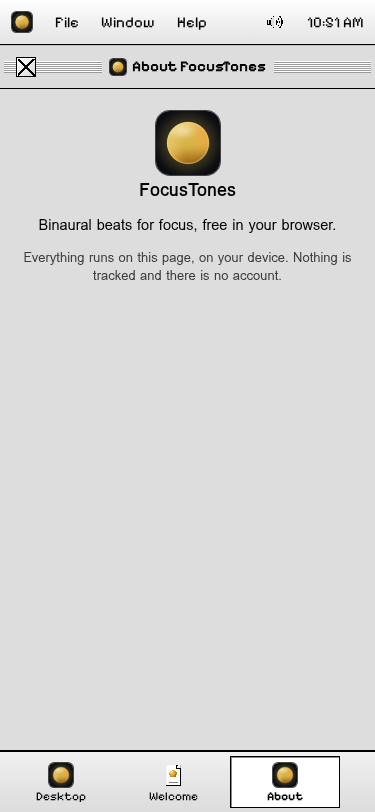 File Window Help 10:31 AM
About FocusTones
FocusTones
Binaural beats for focus, free in your browser.
Everything runs on this page, on your device. Nothing is
tracked and there is no account.
Desktop Welcome About